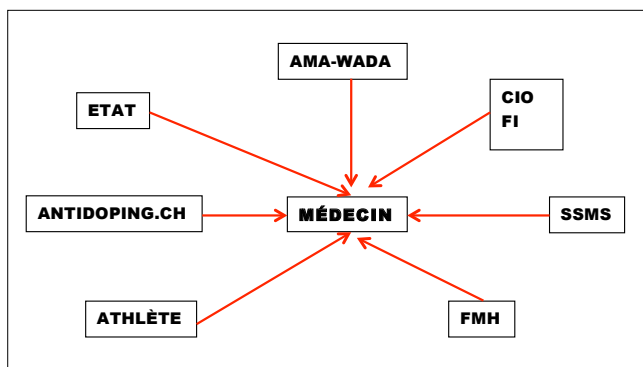 AMA-WADA
CIO
FI
ETAT
ANTIDOPING.CH
MÉDECIN
SSMS
ATHLÈTE
FMH